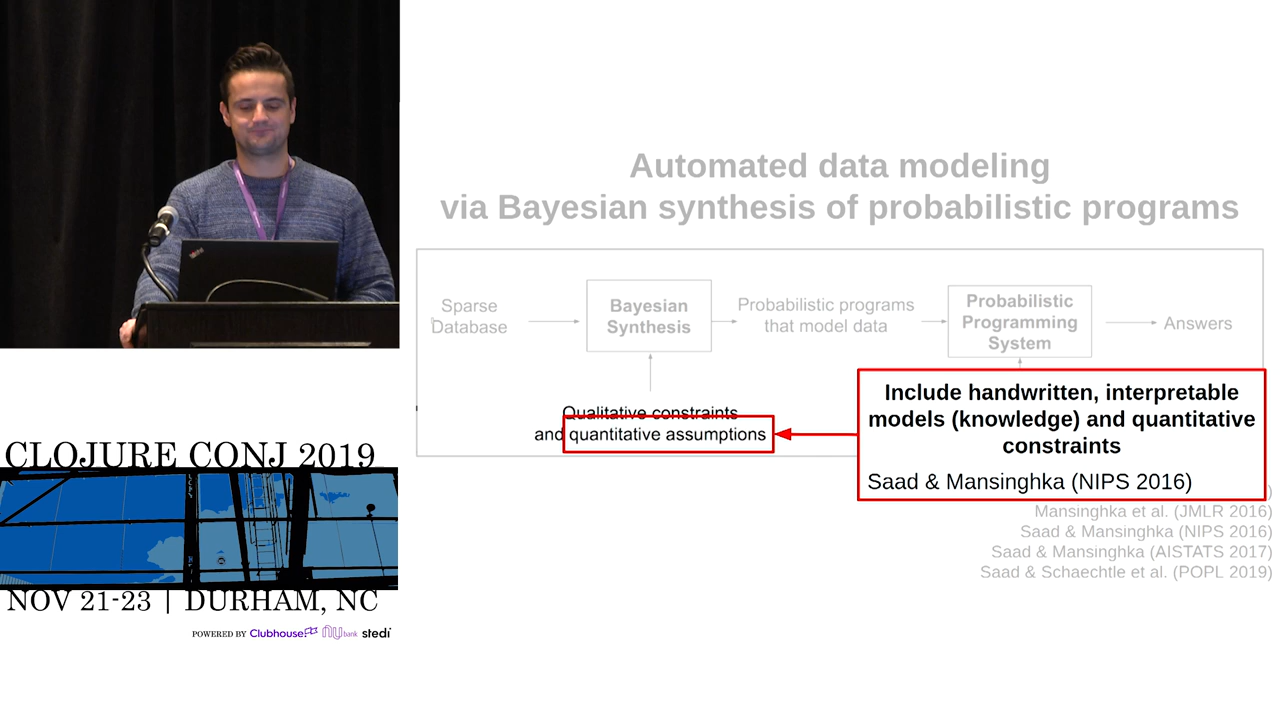 Automated data modeling
via Bayesian synthesis of probabilistic programs
Sparse
Database
Bayesian
Synthesis
Probabilistic programs
that model data
Probabilistic
Programming
System
Answers
Qualitative constraints
and quantitative assumptions
Include handwritten, interpretable
models (knowledge) and quantitative
constraints
Saad & Mansinghka (NIPS 2016)
)
Mansinghka et al. (JMLR 2016)
Saad & Mansinghka (NIPS 2016)
Saad & Mansinghka (AISTATS 2017)
Saad & Schaechtle et al. (POPL 2019)
CLOJURE CONJ 2019
NOV 21-23 | DURHAM, NC
POWERED BY Clubhouse nu bank stedi